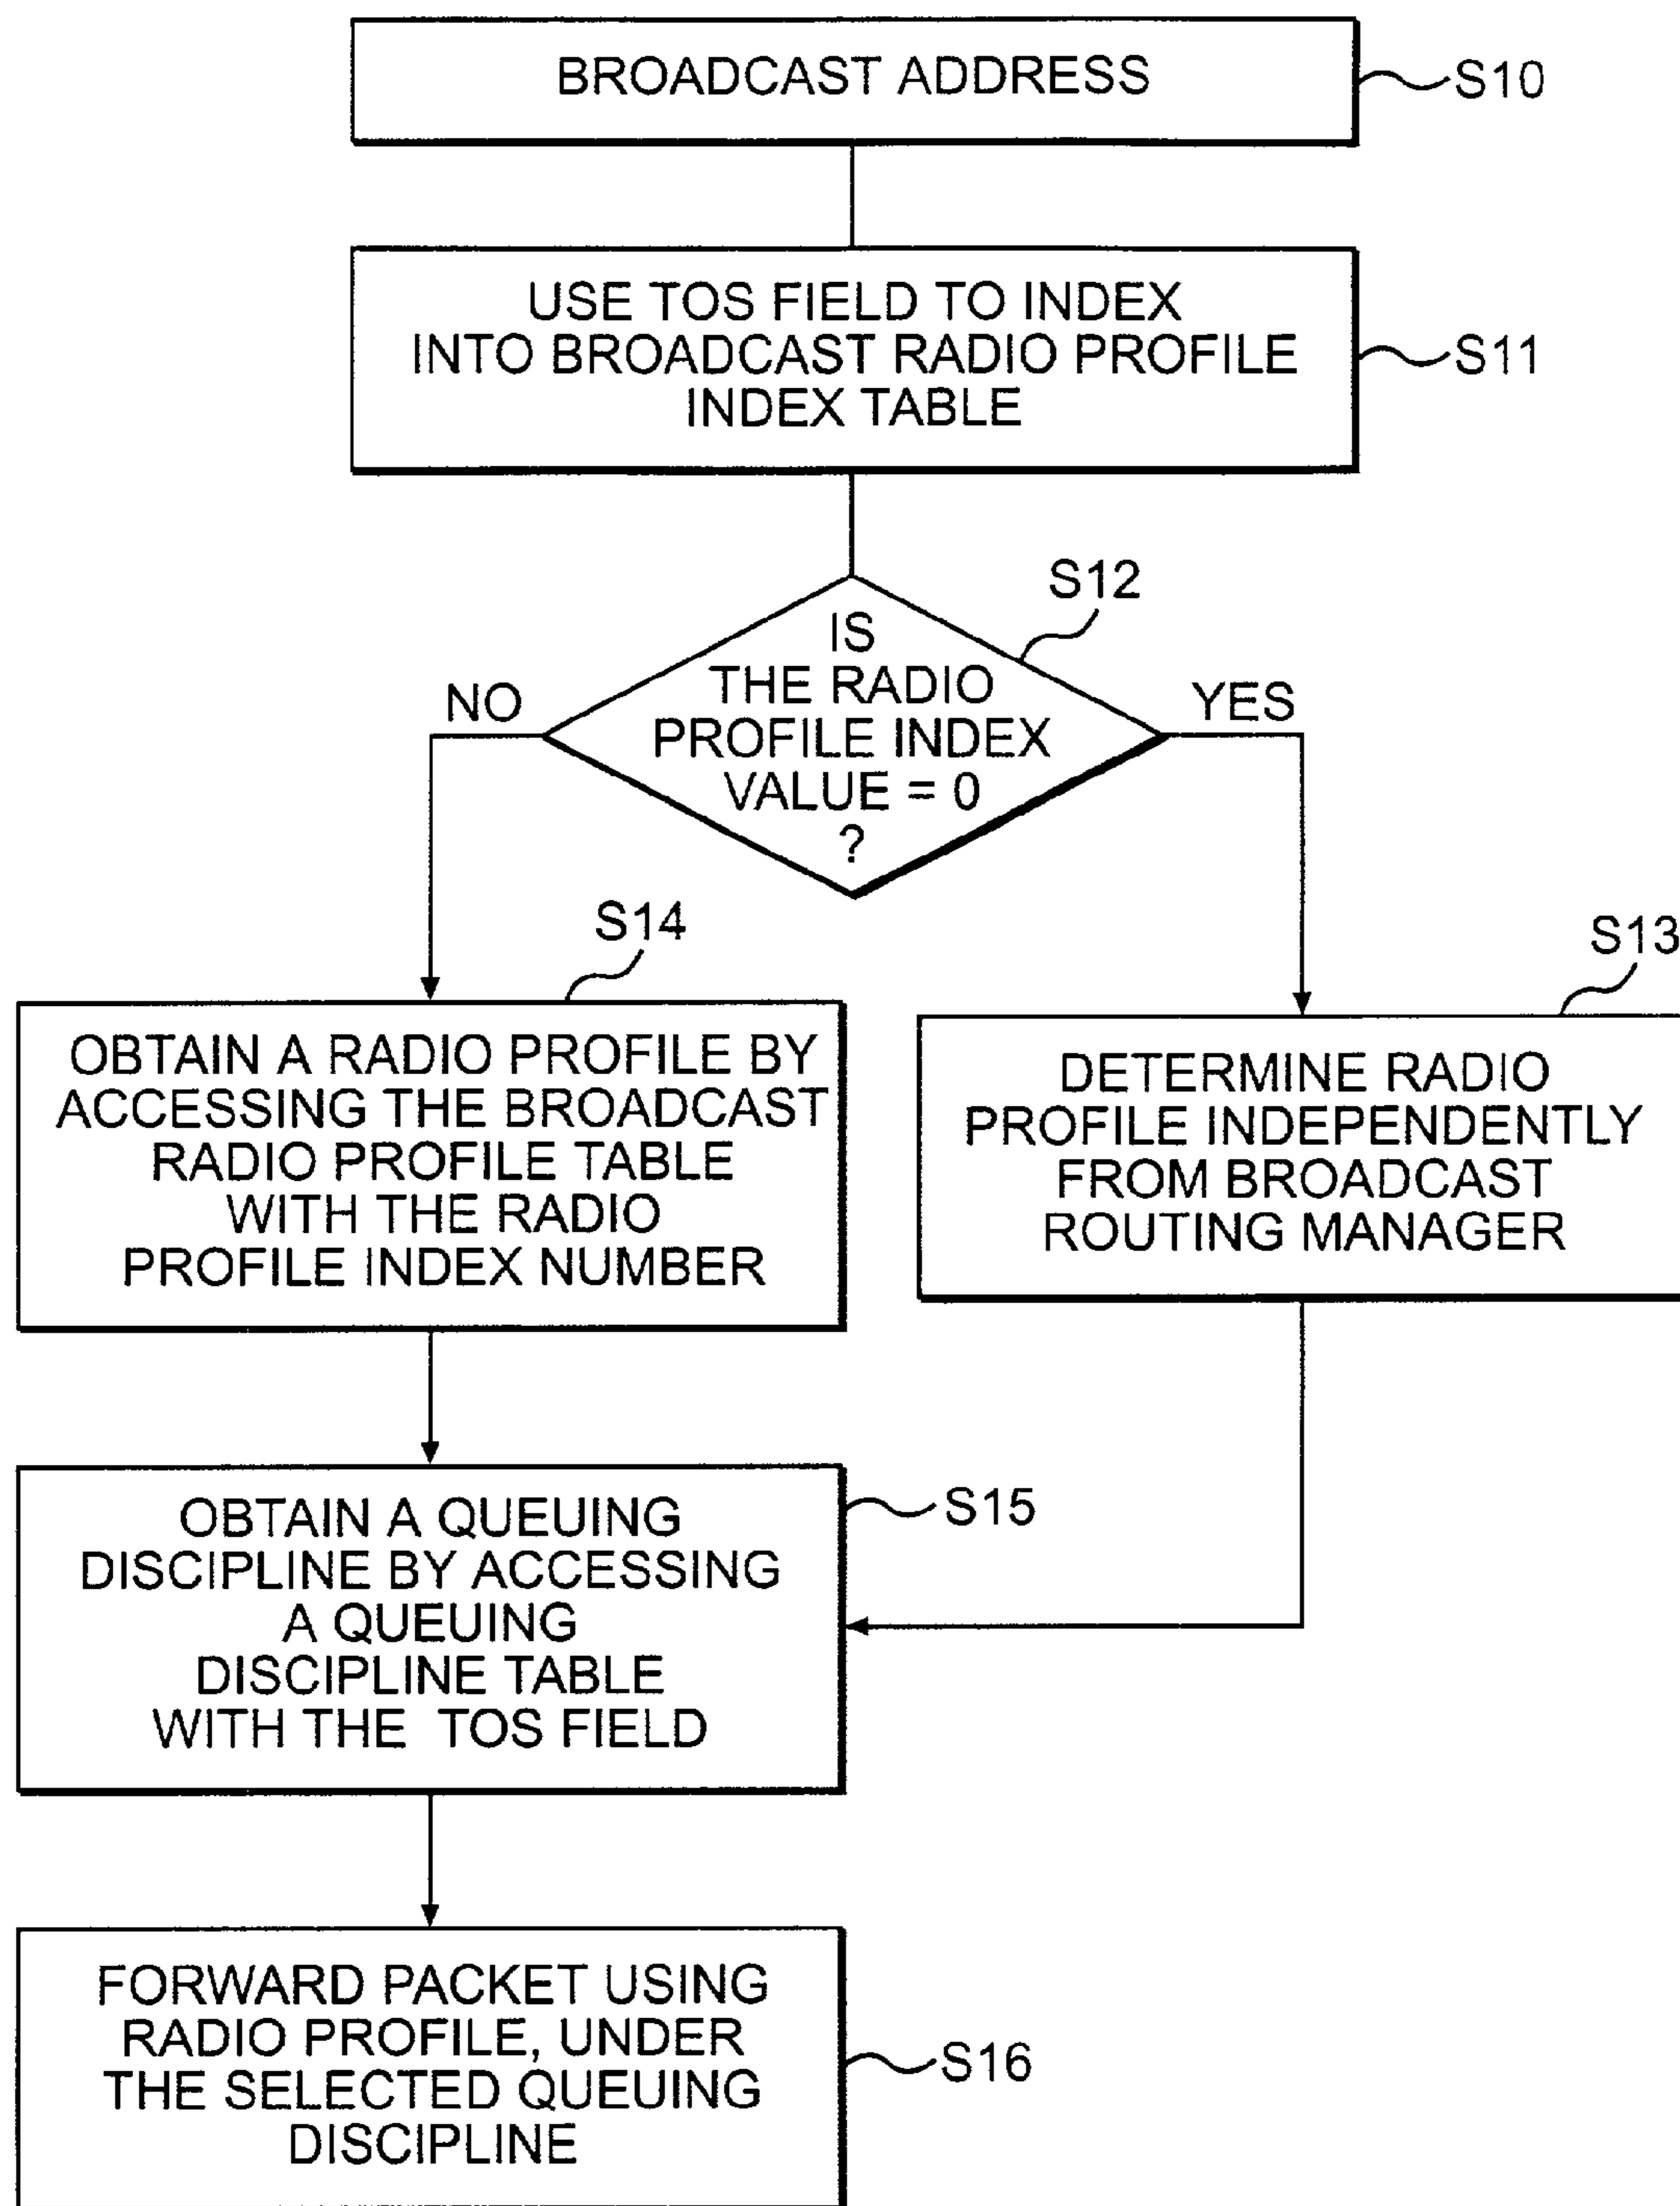 BROADCAST ADDRESS
S10
USE TOS FIELD TO INDEX
INTO BROADCAST RADIO PROFILE
INDEX TABLE
S11
S12
IS
THE RADIO
PROFILE INDEX
VALUE = 0
?
NO
YES
S14
S13
OBTAIN A RADIO PROFILE BY
ACCESSING THE BROADCAST
RADIO PROFILE TABLE
WITH THE RADIO
PROFILE INDEX NUMBER
DETERMINE RADIO
PROFILE INDEPENDENTLY
FROM BROADCAST
ROUTING MANAGER
OBTAIN A QUEUING
DISCIPLINE BY ACCESSING
A QUEUING
DISCIPLINE TABLE
WITH THE TOS FIELD
S15
FORWARD PACKET USING
RADIO PROFILE, UNDER
THE SELECTED QUEUING
DISCIPLINE
S16